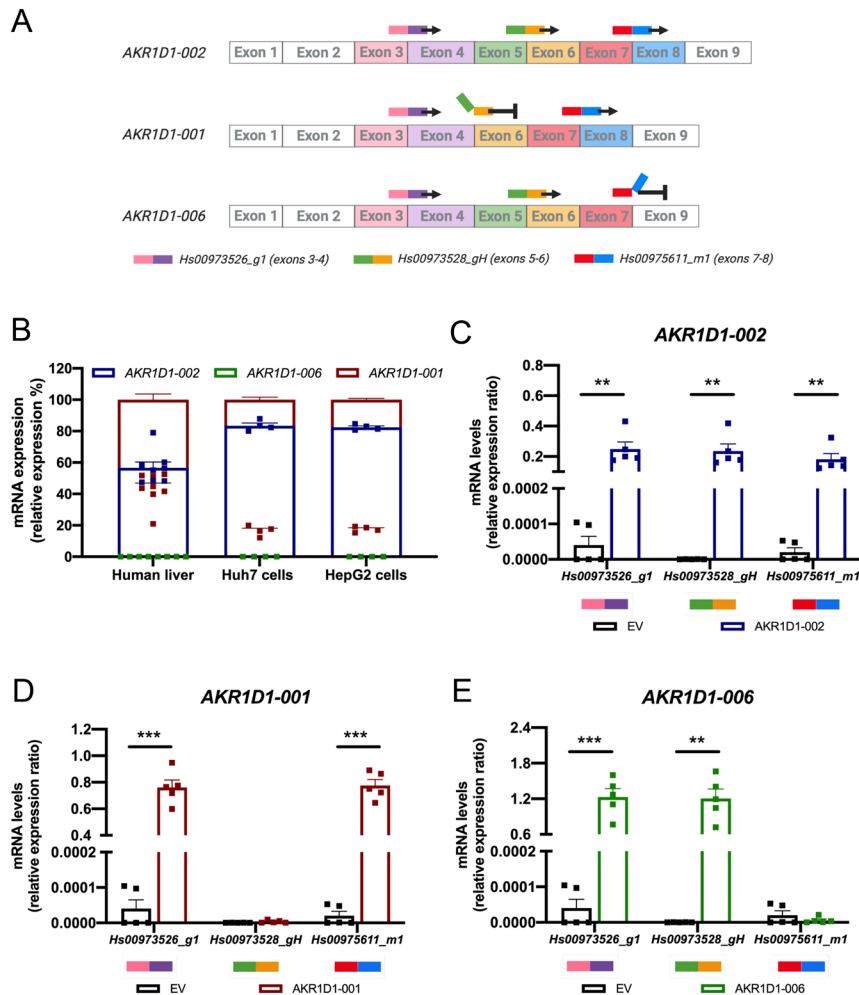 A
AKR1D1-002
Exon 1 Exon 2 Exon 3 Exon 4 Exon 5 Exon 6 Exon 7 Exon 8 Exon 9
AKR1D1-001
Exon 1 Exon 2 Exon 3 Exon 4 Exon 6 Exon 7 Exon 8 Exon 9
AKR1D1-006
Exon 1 Exon 2 Exon 3 Exon 4 Exon 5 Exon 6 Exon 7 Exon 9
Hs00973526_g1 (exons 3-4) Hs00973528_gH (exons 5-6) Hs00975611_m1 (exons 7-8)
B
AKR1D1-002 AKR1D1-006 AKR1D1-001
mRNA expression
(relative expression %)
120
100
80
60
40
20
0
Human liver Huh7 cells HepG2 cells
C
AKR1D1-002
mRNA levels
(relative expression ratio)
0.8
0.6
0.4
0.2
0.0002
0.0001
0.0000
** ** **
Hs00973526_g1 Hs00973528_gH Hs00975611_m1
EV AKR1D1-002
D
AKR1D1-001
mRNA levels
(relative expression ratio)
1.2
1.0
0.8
0.6
0.4
0.0002
0.0001
0.0000
*** ***
Hs00973526_g1 Hs00973528_gH Hs00975611_m1
EV AKR1D1-001
E
AKR1D1-006
mRNA levels
(relative expression ratio)
2.4
1.8
1.2
0.6
0.0002
0.0001
0.0000
*** **
Hs00973526_g1 Hs00973528_gH Hs00975611_m1
EV AKR1D1-006